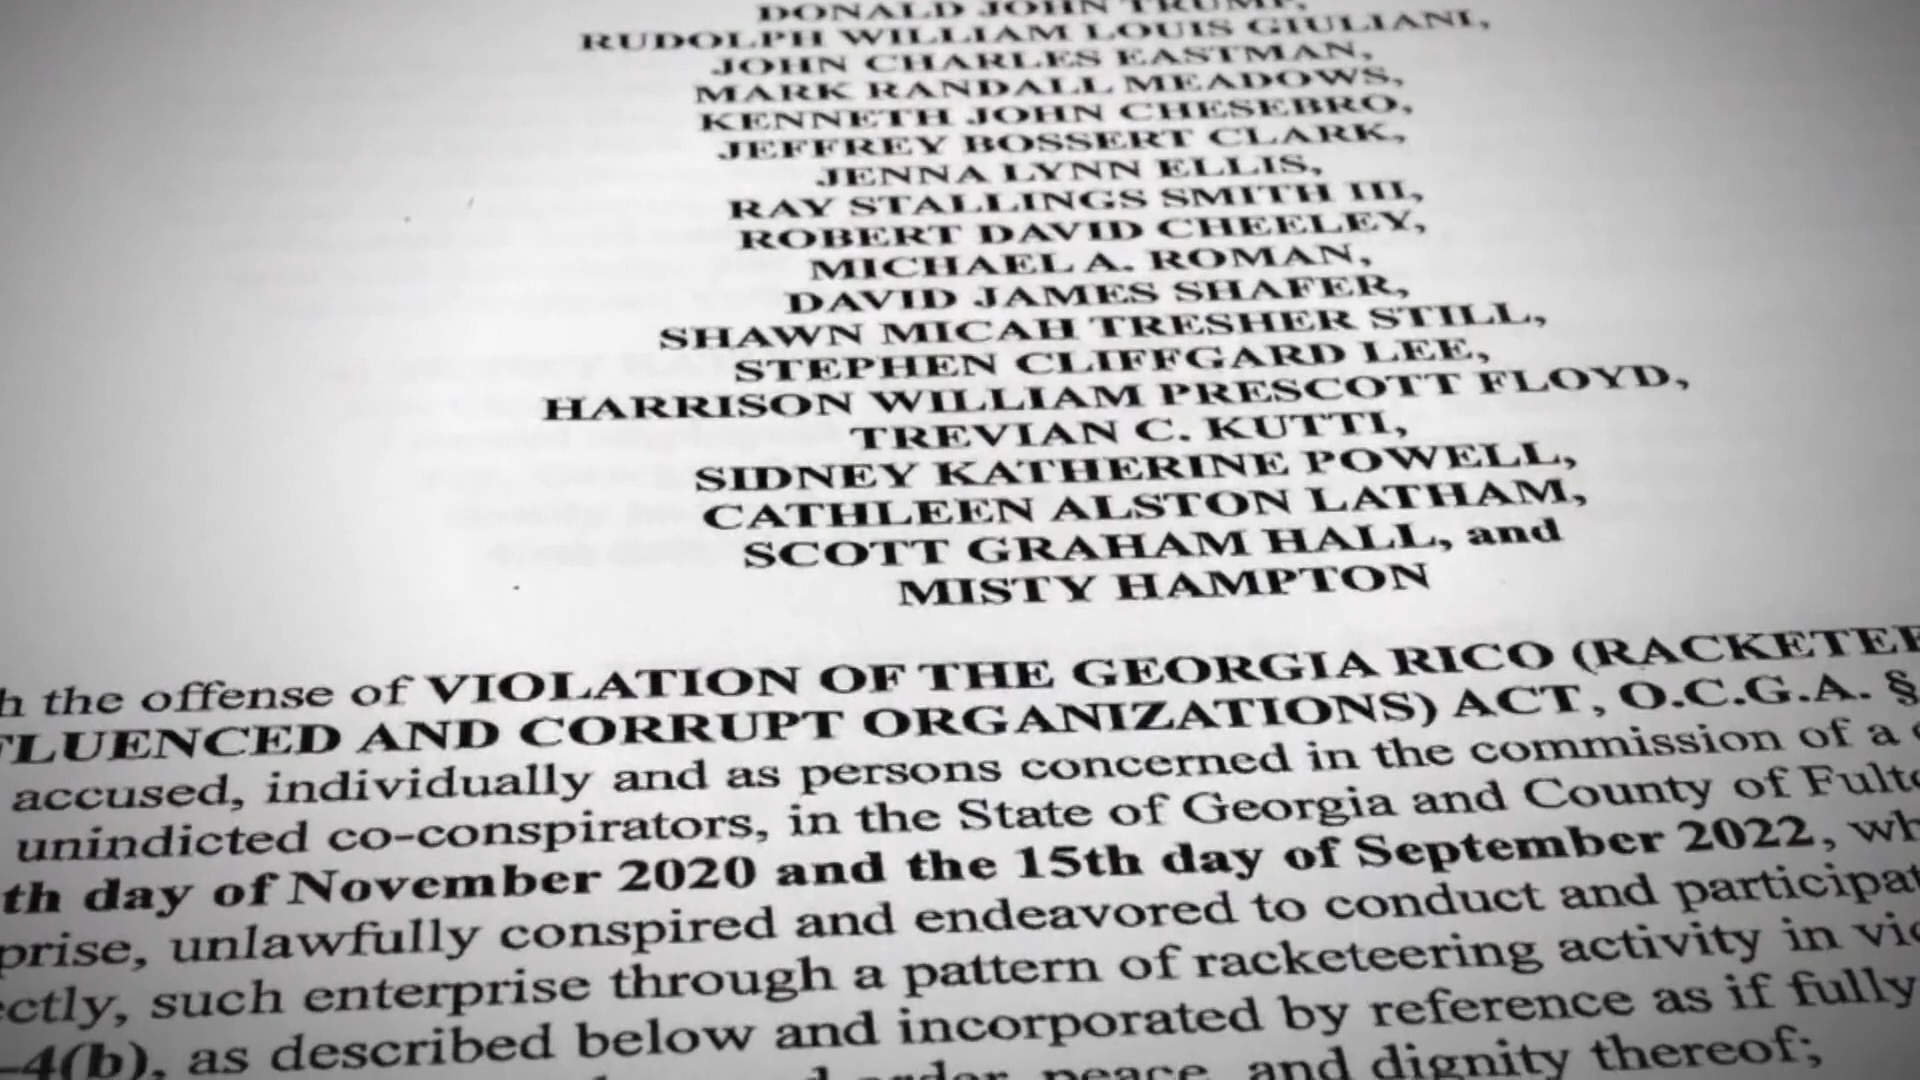 DONALD JOHN TRUMP,
RUDOLPH WILLIAM LOUIS GIULIANI,
JOHN CHARLES EASTMAN,
MARK RANDALL MEADOWS,
KENNETH JOHN CHESEBRO,
JEFFREY BOSSERT CLARK,
JENNA LYNN ELLIS,
RAY STALLINGS SMITH III,
ROBERT DAVID CHEELEY,
MICHAEL A. ROMAN,
DAVID JAMES SHAFER,
SHAWN MICAH TRESHER STILL,
STEPHEN CLIFFGARD LEE,
HARRISON WILLIAM PRESCOTT FLOYD,
TREVIAN C. KUTTI,
SIDNEY KATHERINE POWELL,
CATHLEEN ALSTON LATHAM,
SCOTT GRAHAM HALL, and
MISTY HAMPTON
h the offense of VIOLATION OF THE GEORGIA RICO (RACKETEE
FLUENCED AND CORRUPT ORGANIZATIONS) ACT, O.C.G.A. §
accused, individually and as persons concerned in the commission of a
unindicted co-conspirators, in the State of Georgia and County of Fult
th day of November 2020 and the 15th day of September 2022, wh
prise, unlawfully conspired and endeavored to conduct and participat
ectly, such enterprise through a pattern of racketeering activity in vio
-4(b), as described below and incorporated by reference as if fully
order, peace, and dignity thereof;